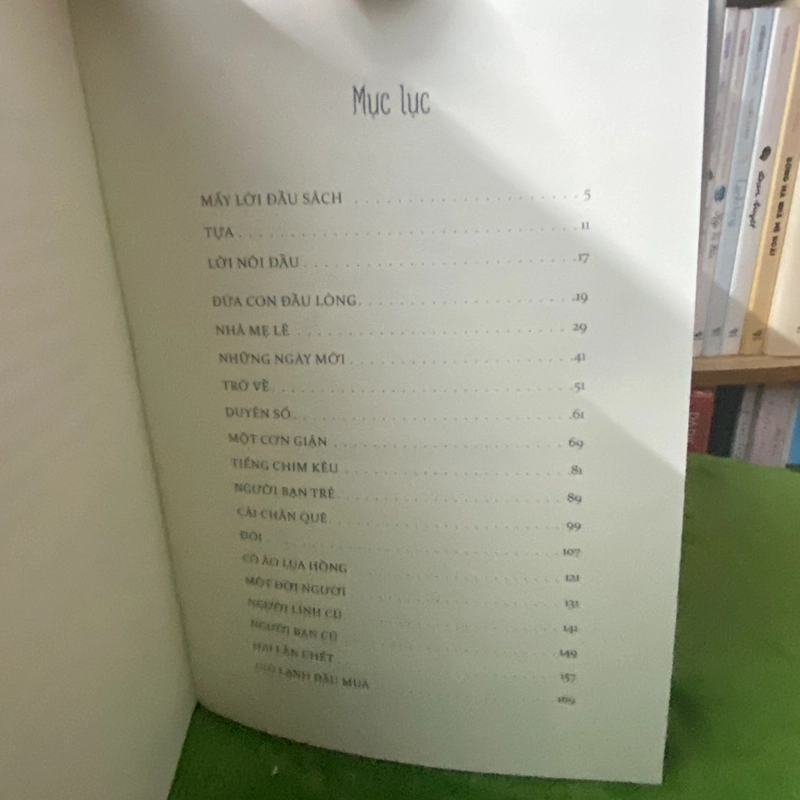 Mục lục
MẤY LỜI ĐẦU SÁCH . . . . . . . . . . 5
TỰA . . . . . . . . . . 11
LỜI NÓI ĐẦU . . . . . . . . . . 17
ĐỨA CON ĐẦU LÒNG . . . . . . . . . . 19
NHÀ MẸ LÊ . . . . . . . . . . 29
NHỮNG NGÀY MỚI . . . . . . . . . . 41
TRỞ VỀ . . . . . . . . . . 51
DUYÊN SỐ . . . . . . . . . . 61
MỘT CƠN GIẬN . . . . . . . . . . 69
TIẾNG CHIM KÊU . . . . . . . . . . 81
NGƯỜI BẠN TRẺ . . . . . . . . . . 89
CÁI CHÂN QUÈ . . . . . . . . . . 99
ĐÓI . . . . . . . . . . 107
CÔ ÁO LỤA HỒNG . . . . . . . . . . 121
MỘT ĐỜI NGƯỜI . . . . . . . . . . 131
NGƯỜI LÍNH CŨ . . . . . . . . . . 141
NGƯỜI BẠN CŨ . . . . . . . . . . 149
HAI LẦN CHẾT . . . . . . . . . . 157
GIÓ LẠNH ĐẦU MÙA . . . . . . . . . . 169